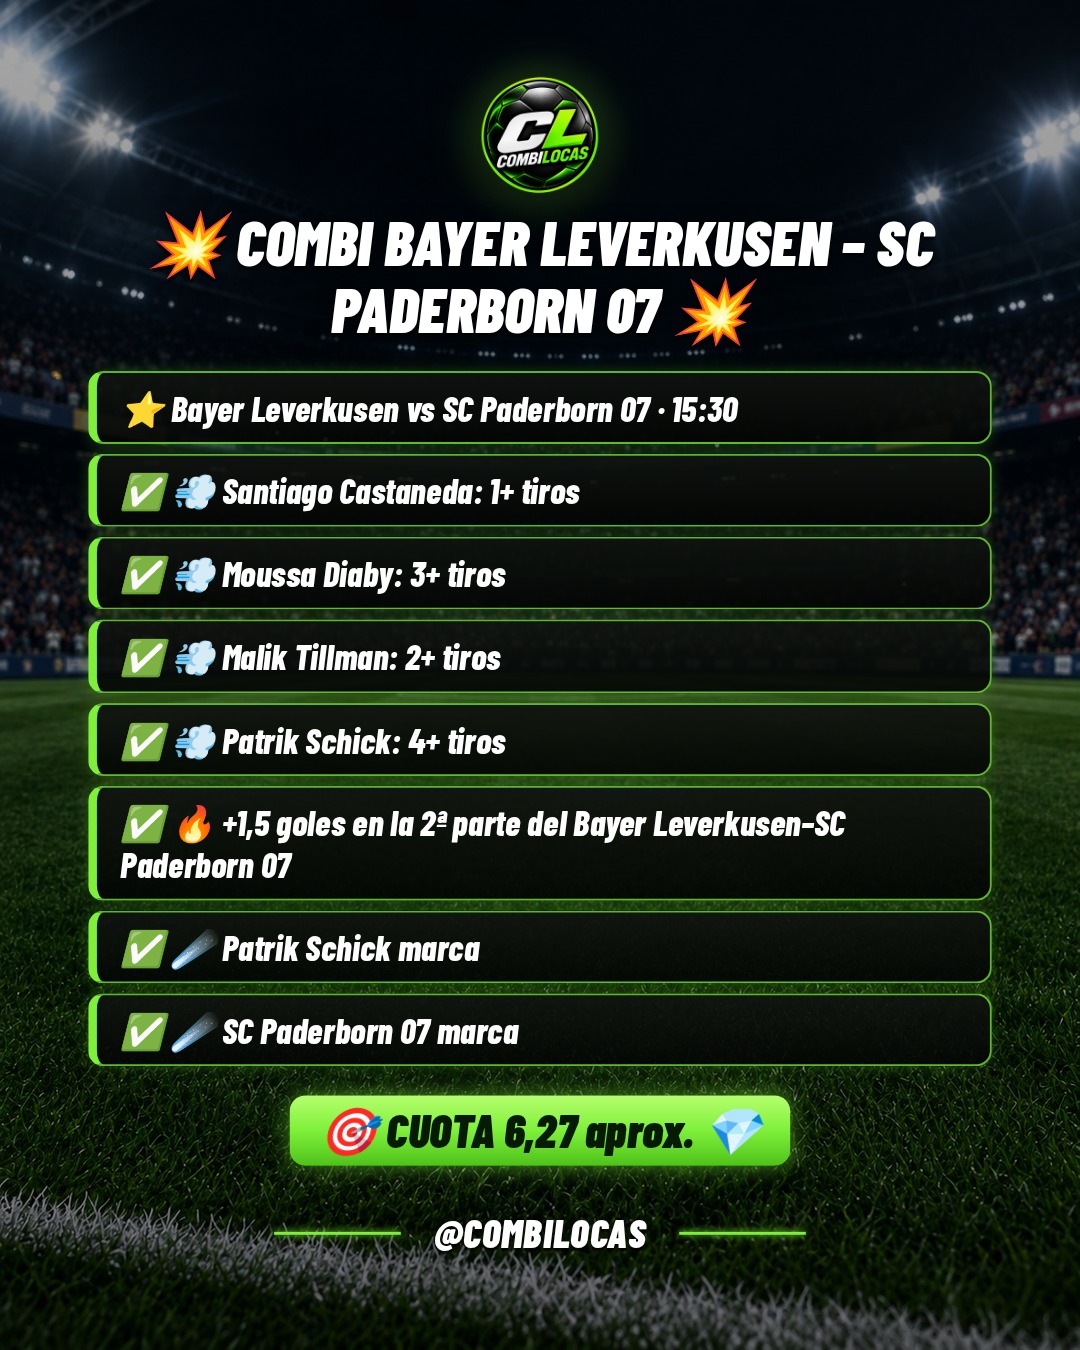 CL
COMBILOCAS
💥 COMBI BAYER LEVERKUSEN – SC
PADERBORN 07 💥
⭐ Bayer Leverkusen vs SC Paderborn 07 · 15:30
✅ 💨 Santiago Castaneda: 1+ tiros
✅ 💨 Moussa Diaby: 3+ tiros
✅ 💨 Malik Tillman: 2+ tiros
✅ 💨 Patrik Schick: 4+ tiros
✅ 🔥 +1,5 goles en la 2ª parte del Bayer Leverkusen–SC
Paderborn 07
✅ ☄️ Patrik Schick marca
✅ ☄️ SC Paderborn 07 marca
🎯 CUOTA 6,27 aprox. 💎
@COMBILOCAS